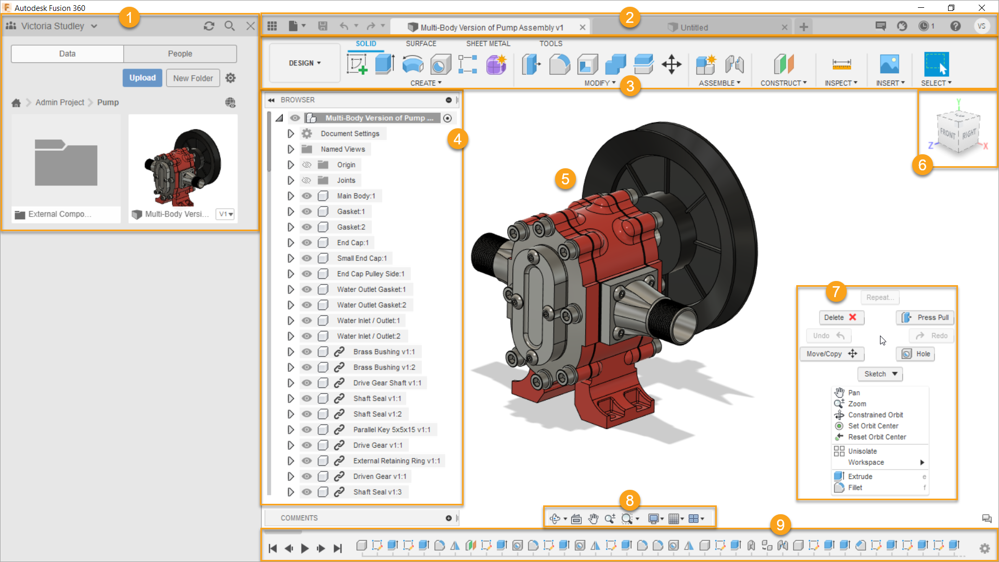 Autodesk Fusion 360
1
Victoria Studley
Data
People
Upload
New Folder
Admin Project
Pump
External Compo...
Multi-Body Versi...
V1
2
Multi-Body Version of Pump Assembly v1
Untitled
1
VS
DESIGN
SOLID
SURFACE
SHEET METAL
TOOLS
CREATE
MODIFY
ASSEMBLE
CONSTRUCT
INSPECT
INSERT
SELECT
3
BROWSER
Multi-Body Version of Pump ....
4
Document Settings
Named Views
Origin
Joints
Main Body:1
Gasket:1
Gasket:2
End Cap:1
Small End Cap:1
End Cap Pulley Side:1
Water Outlet Gasket:1
Water Outlet Gasket:2
Water Inlet / Outlet:1
Water Inlet / Outlet:2
Brass Bushing v1:1
Brass Bushing v1:2
Drive Gear Shaft v1:1
Shaft Seal v1:1
Shaft Seal v1:2
Parallel Key 5x5x15 v1:1
Drive Gear v1:1
External Retaining Ring v1:1
Driven Gear v1:1
Shaft Seal v1:3
COMMENTS
5
Y
FRONT
RIGHT
Z
X
6
7
Repeat...
Delete
Press Pull
Undo
Redo
Move/Copy
Hole
Sketch
Pan
Zoom
Constrained Orbit
Set Orbit Center
Reset Orbit Center
Unisolate
Workspace
Extrude e
Fillet f
8
9